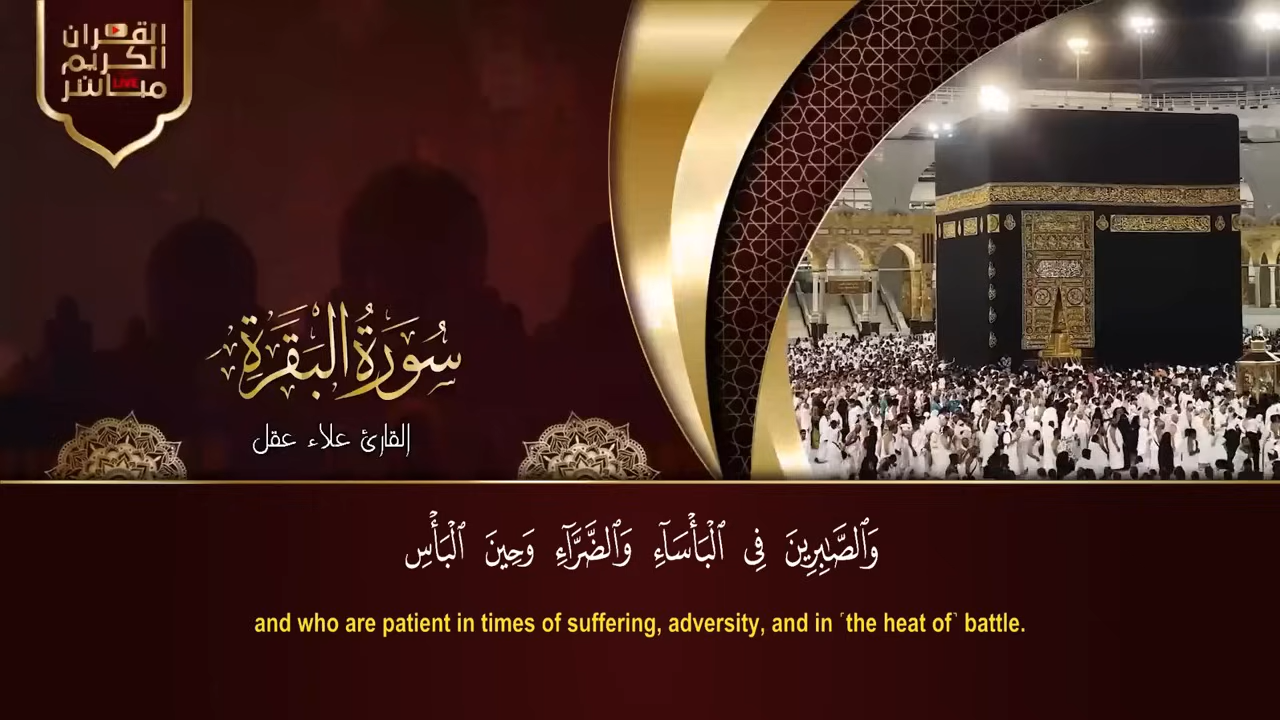 القرآن
الكريم
مباشر
LIVE
سُورَةُ البَقَرَةِ
القارئ علاء عقل
وَٱلصَّـٰبِرِينَ فِى ٱلْبَأْسَآءِ وَٱلضَّرَّآءِ وَحِينَ ٱلْبَأْسِ
and who are patient in times of suffering, adversity, and in ˹the heat of˺ battle.